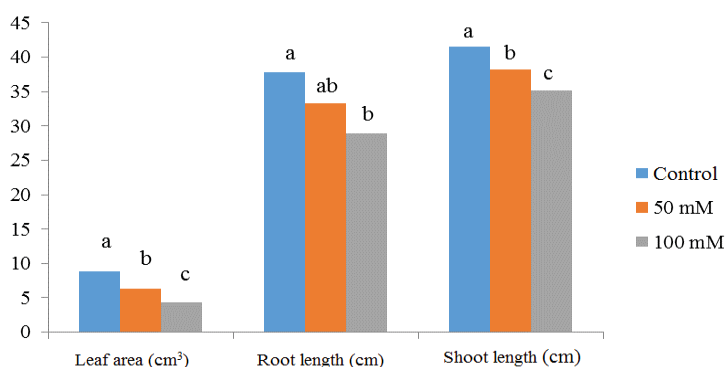 45
40
35
30
25
20
15
10
5
0
a
b
c
a
ab
b
a
b
c
Leaf area (cm³)
Root length (cm)
Shoot length (cm)
Control
50 mM
100 mM